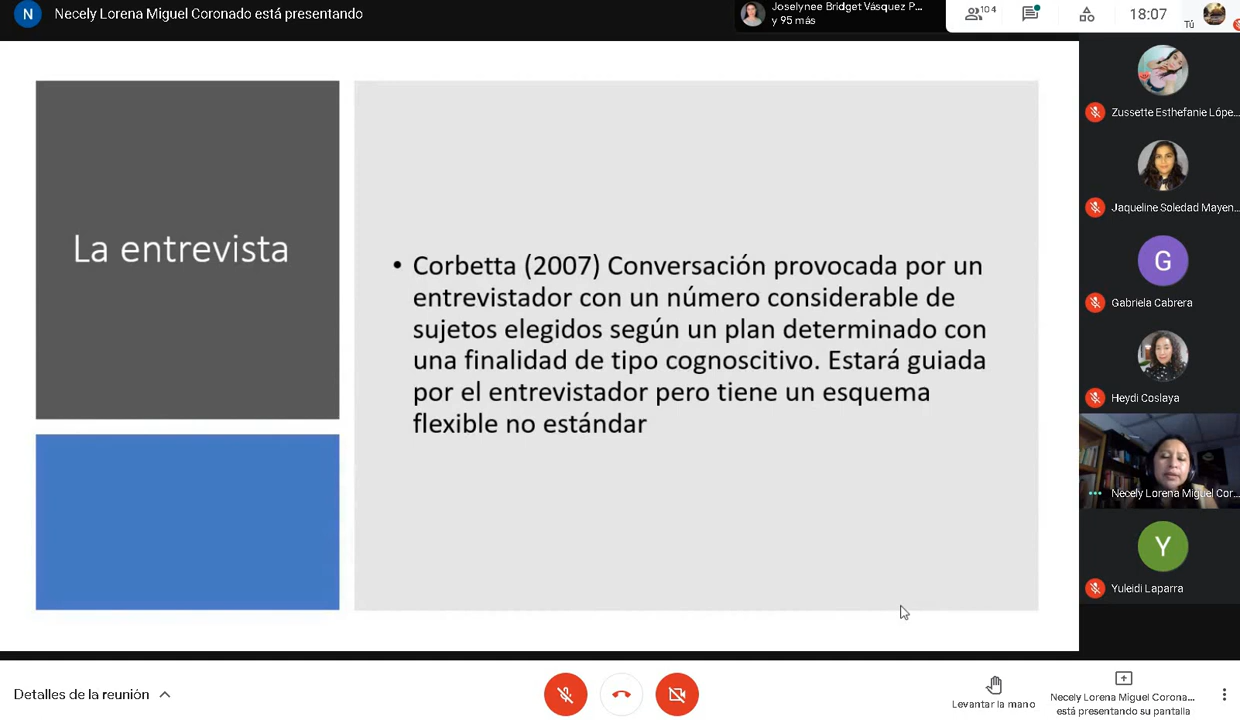 N
Necely Lorena Miguel Coronado está presentando
Joselynee Bridget Vásquez P...
y 95 más
104
18:07
Tú
La entrevista
• Corbetta (2007) Conversación provocada por un
entrevistador con un número considerable de
sujetos elegidos según un plan determinado con
una finalidad de tipo cognoscitivo. Estará guiada
por el entrevistador pero tiene un esquema
flexible no estándar
Zussette Esthefanie Lópe...
Jaqueline Soledad Mayen...
G
Gabriela Cabrera
Heydi Coslaya
Necely Lorena Miguel Cor...
Y
Yuleidi Laparra
Detalles de la reunión
Levantar la mano
Necely Lorena Miguel Corona...
está presentando su pantalla